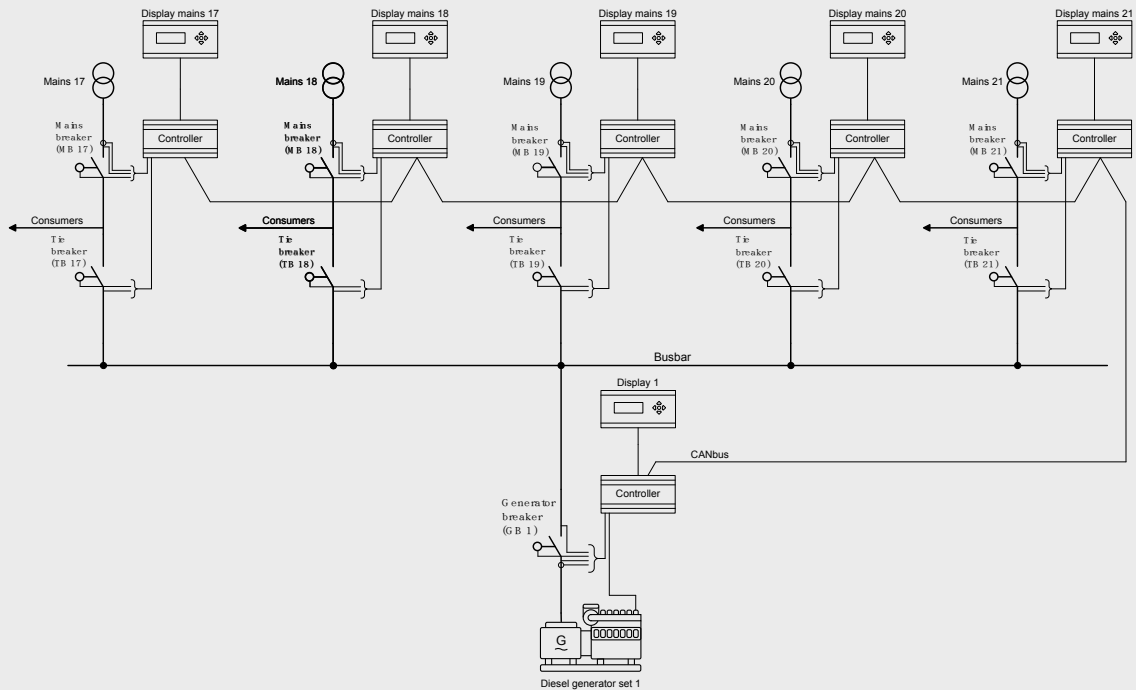 Display mains 17
Display mains 18
Display mains 19
Display mains 20
Display mains 21
Mains 17
Mains 18
Mains 19
Mains 20
Mains 21
Mains
breaker
(MB 17)
Controller
Mains
breaker
(MB 18)
Controller
Mains
breaker
(MB 19)
Controller
Mains
breaker
(MB 20)
Controller
Mains
breaker
(MB 21)
Controller
Consumers
Consumers
Consumers
Consumers
Consumers
Tie
breaker
(TB 17)
Tie
breaker
(TB 18)
Tie
breaker
(TB 19)
Tie
breaker
(TB 20)
Tie
breaker
(TB 21)
Busbar
Display 1
CANbus
Controller
Generator
breaker
(GB 1)
G
~
Diesel generator set 1